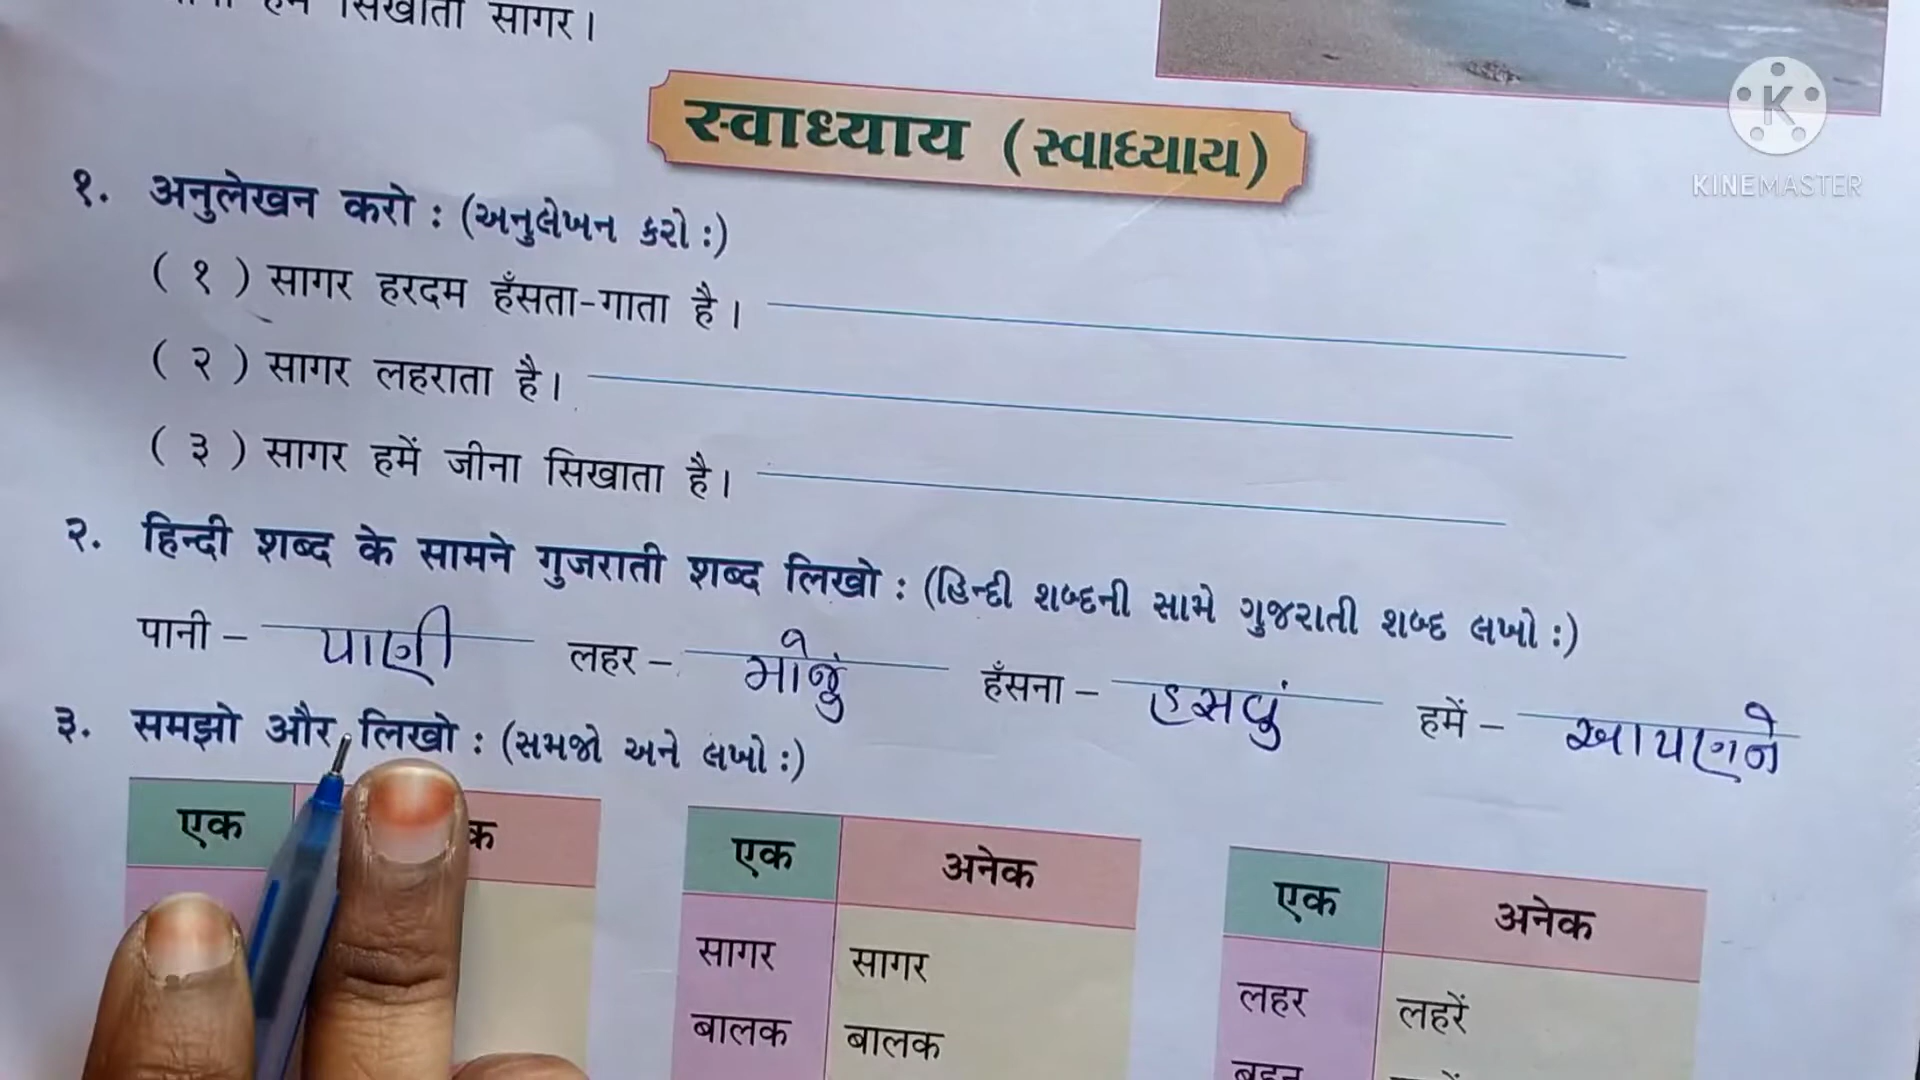 हमें सिखाता सागर।
KINEMASTER
स्वाध्याय (સ્વાધ્યાય)
१. अनुलेखन करो : (અનુલેખન કરો :)
( १ ) सागर हरदम हँसता-गाता है।
( २ ) सागर लहराता है।
( ३ ) सागर हमें जीना सिखाता है।
२. हिन्दी शब्द के सामने गुजराती शब्द लिखो : (હિન્દી શબ્દની સામે ગુજરાતી શબ્દ લખો :)
पानी – પાણી लहर – મોજું हँसना – હસવું हमें – આપણને
३. समझो और लिखो : (સમજો અને લખો :)
एक क एक अनेक एक अनेक
सागर सागर लहर लहरें
बालक बालक बहन